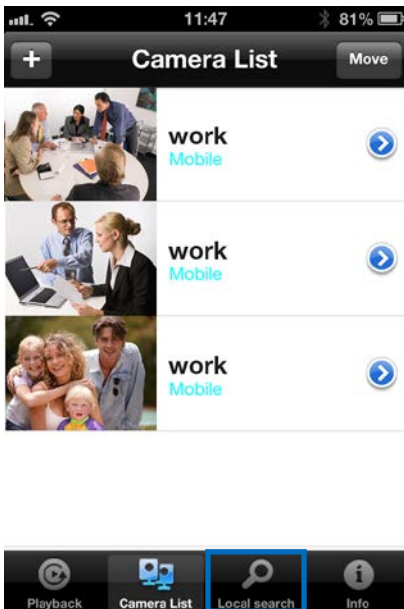 11:47
81%
+
Camera List
Move
work
Mobile
work
Mobile
work
Mobile
Playback
Camera List
Local search
Info